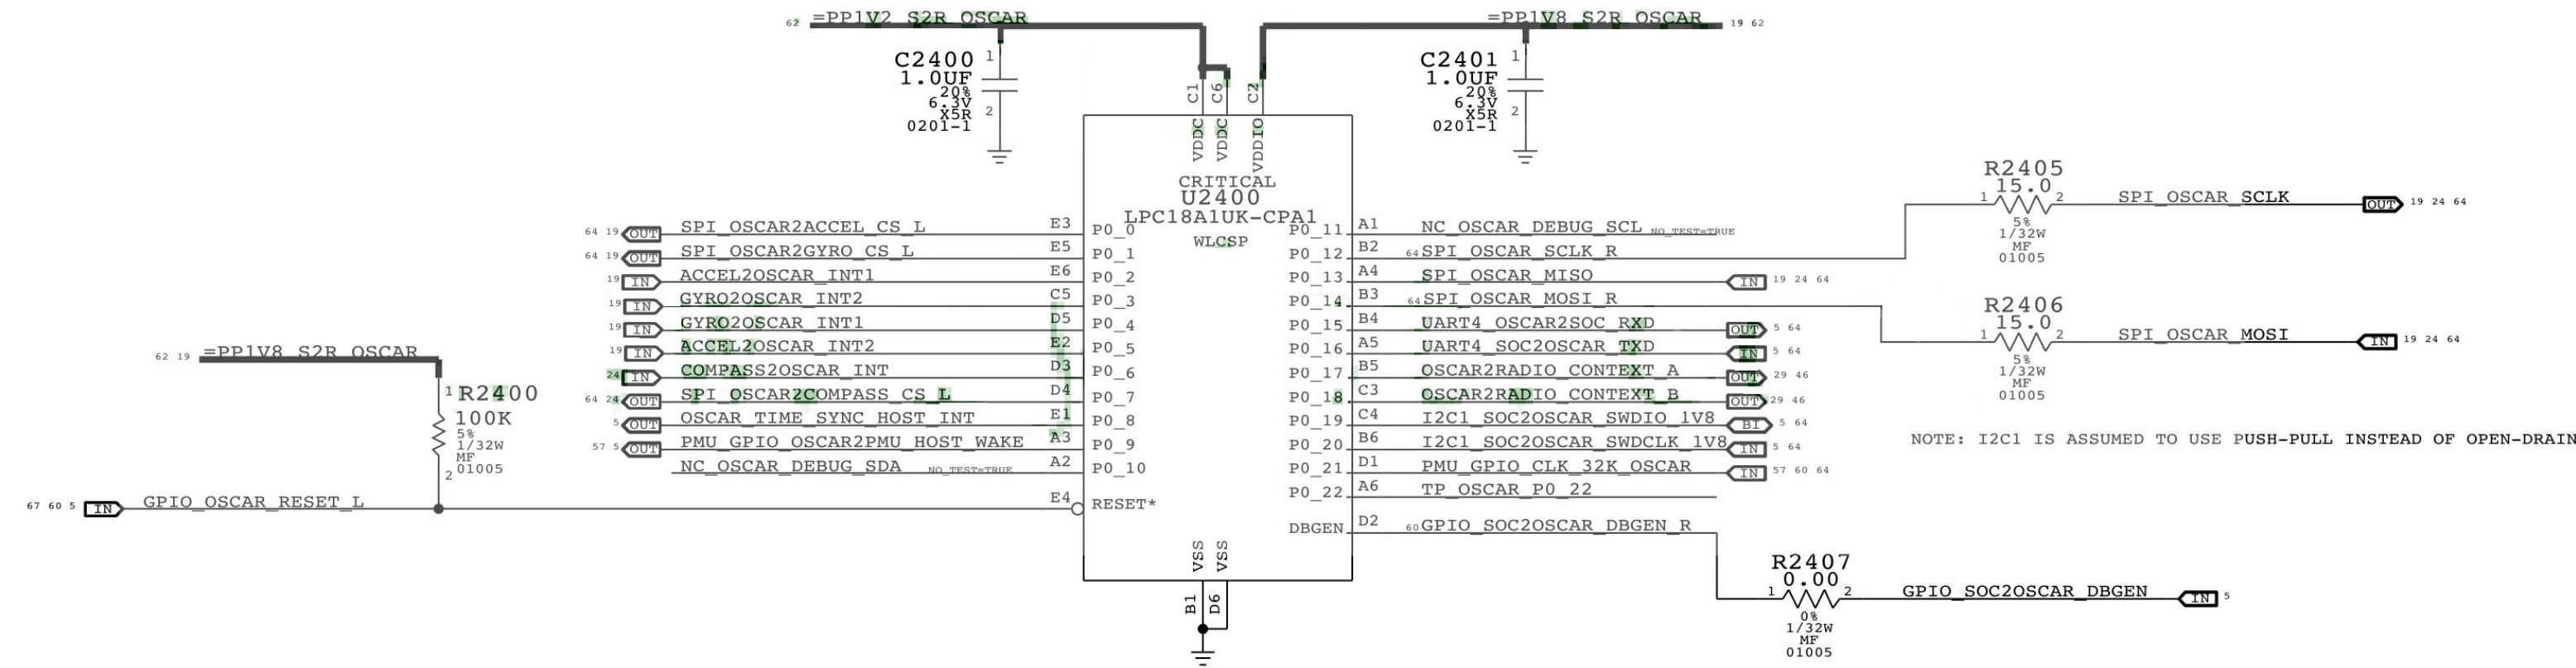 62 =PP1V2_S2R_OSCAR
=PP1V8_S2R_OSCAR 19 62
C2400
1.0UF
20%
6.3V
X5R
0201-1
1
2
C2401
1.0UF
20%
6.3V
X5R
0201-1
1
2
C1 C6 C2
VDDC VDDC VDDIO
CRITICAL
U2400
LPC18A1UK-CPA1
WLCSP
64 19 OUT SPI_OSCAR2ACCEL_CS_L E3 P0_0
64 19 OUT SPI_OSCAR2GYRO_CS_L E5 P0_1
19 IN ACCEL2OSCAR_INT1 E6 P0_2
19 IN GYRO2OSCAR_INT2 C5 P0_3
19 IN GYRO2OSCAR_INT1 D5 P0_4
19 IN ACCEL2OSCAR_INT2 E2 P0_5
24 IN COMPASS2OSCAR_INT D3 P0_6
64 24 OUT SPI_OSCAR2COMPASS_CS_L D4 P0_7
5 OUT OSCAR_TIME_SYNC_HOST_INT E1 P0_8
57 5 OUT PMU_GPIO_OSCAR2PMU_HOST_WAKE A3 P0_9
NC_OSCAR_DEBUG_SDA NO_TEST=TRUE A2 P0_10
E4 RESET*
P0_11 A1 NC_OSCAR_DEBUG_SCL NO_TEST=TRUE
P0_12 B2 64 SPI_OSCAR_SCLK_R
P0_13 A4 SPI_OSCAR_MISO IN 19 24 64
P0_14 B3 64 SPI_OSCAR_MOSI_R
P0_15 B4 UART4_OSCAR2SOC_RXD OUT 5 64
P0_16 A5 UART4_SOC2OSCAR_TXD IN 5 64
P0_17 B5 OSCAR2RADIO_CONTEXT_A OUT 29 46
P0_18 C3 OSCAR2RADIO_CONTEXT_B OUT 29 46
P0_19 C4 I2C1_SOC2OSCAR_SWDIO_1V8 BI 5 64
P0_20 B6 I2C1_SOC2OSCAR_SWDCLK_1V8 IN 5 64
P0_21 D1 PMU_GPIO_CLK_32K_OSCAR IN 57 60 64
P0_22 A6 TP_OSCAR_P0_22
DBGEN D2 60 GPIO_SOC2OSCAR_DBGEN_R
VSS VSS
B1 D6
62 19 =PP1V8_S2R_OSCAR
1 R2400
100K
5%
1/32W
MF
01005
2
67 60 5 IN GPIO_OSCAR_RESET_L
R2405
15.0
1 2 SPI_OSCAR_SCLK OUT 19 24 64
5%
1/32W
MF
01005
R2406
15.0
1 2 SPI_OSCAR_MOSI IN 19 24 64
5%
1/32W
MF
01005
NOTE: I2C1 IS ASSUMED TO USE PUSH-PULL INSTEAD OF OPEN-DRAIN
R2407
0.00
1 2 GPIO_SOC2OSCAR_DBGEN IN 5
0%
1/32W
MF
01005